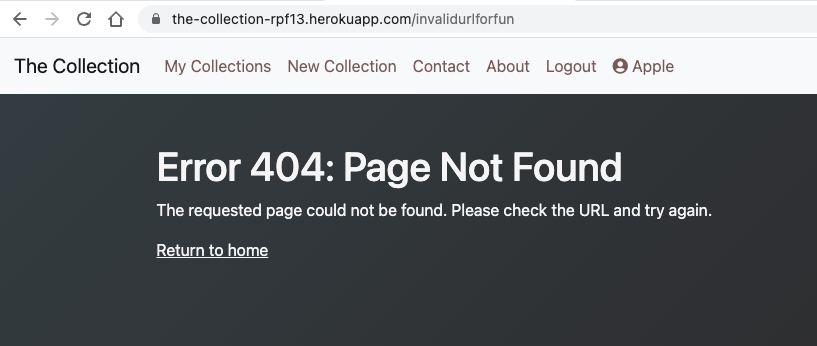 the-collection-rpf13.herokuapp.com/invalidurlforfun
The Collection My Collections New Collection Contact About Logout Apple
Error 404: Page Not Found
The requested page could not be found. Please check the URL and try again.
Return to home